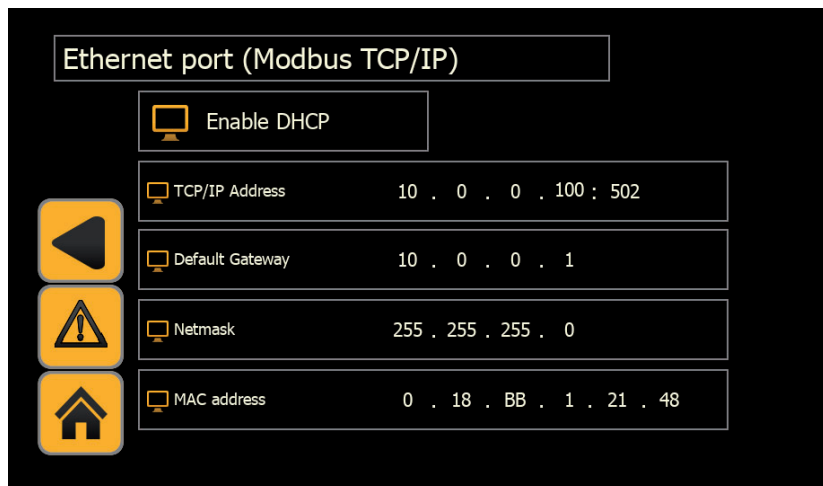 Ethernet port (Modbus TCP/IP)
Enable DHCP
TCP/IP Address 10 . 0 . 0 . 100 : 502
Default Gateway 10 . 0 . 0 . 1
Netmask 255 . 255 . 255 . 0
MAC address 0 . 18 . BB . 1 . 21 . 48